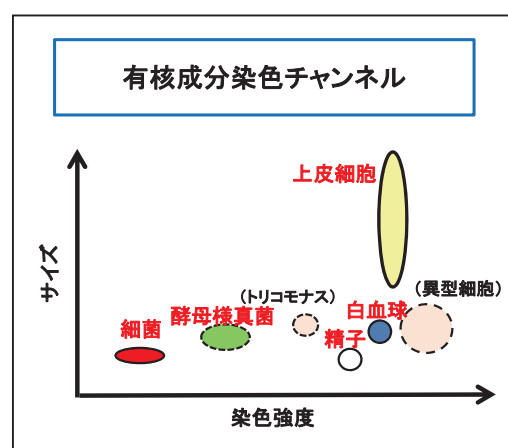 有核成分染色チャンネル
上皮細胞
サイズ
(トリコモナス)
(異型細胞)
細菌
酵母様真菌
白血球
精子
染色強度